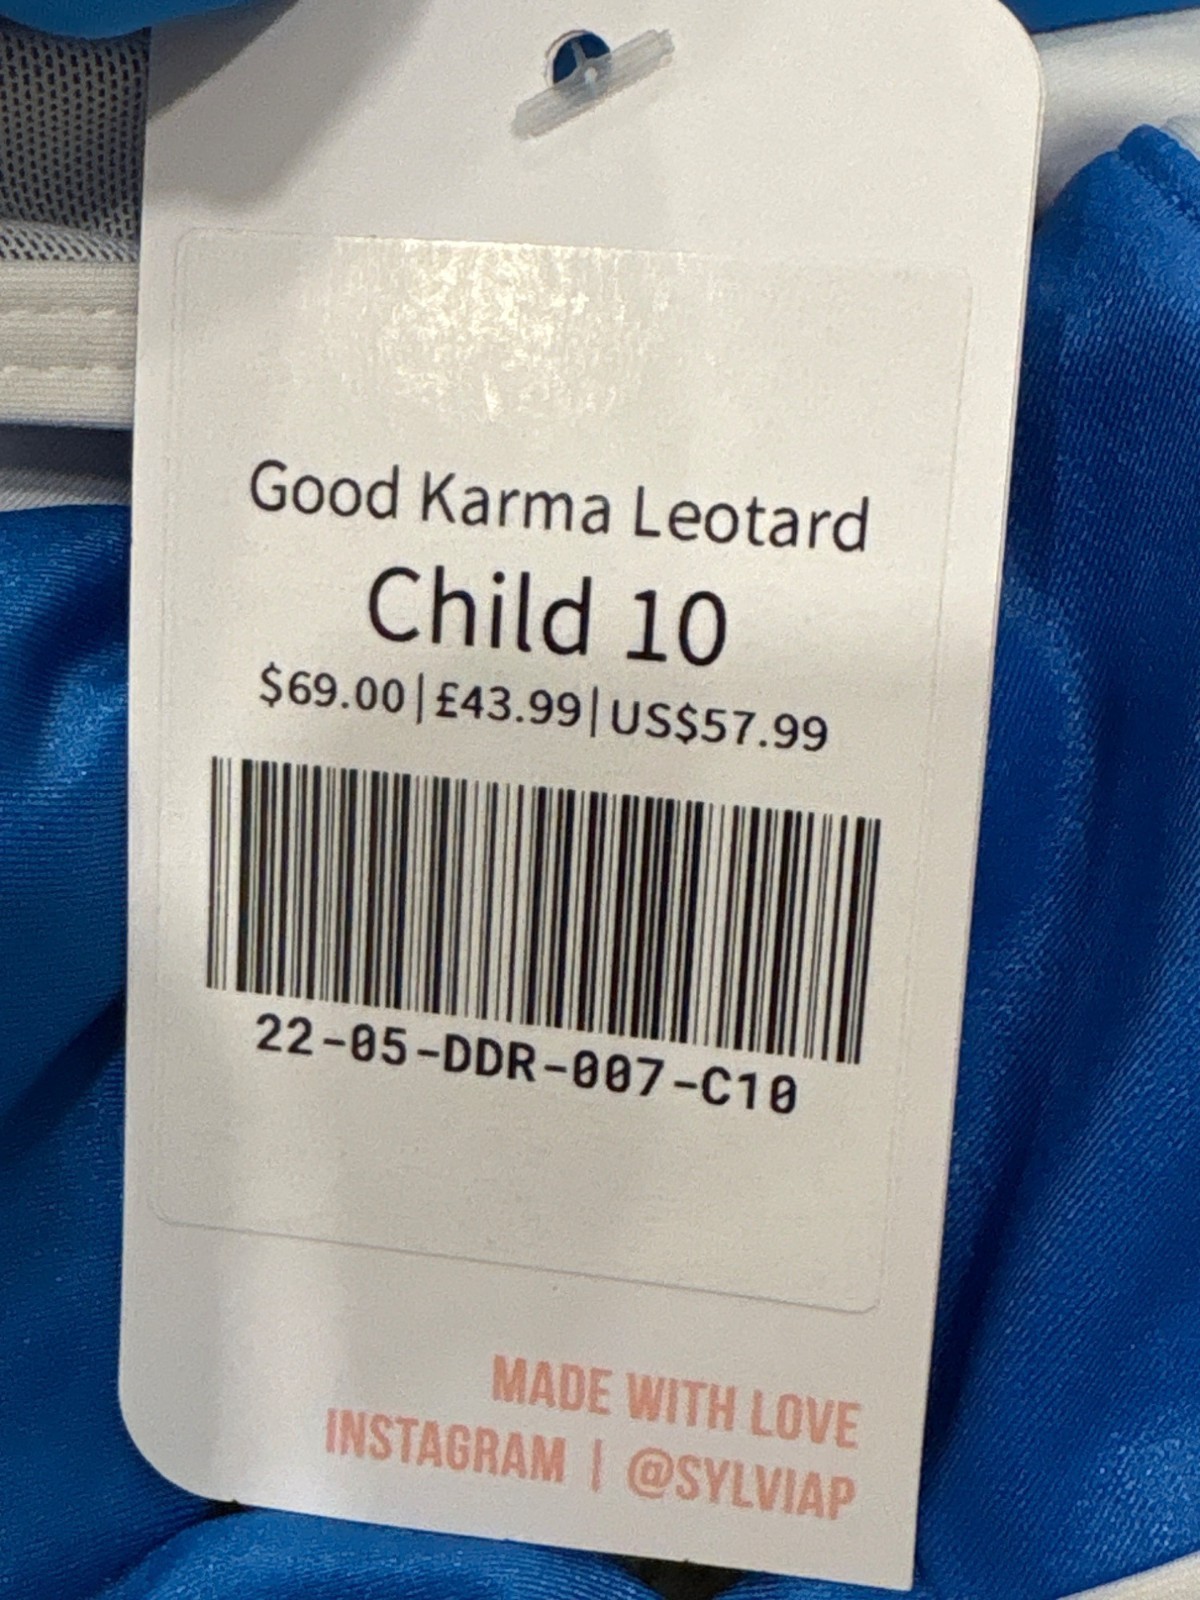 Good Karma Leotard
Child 10
$69.00|£43.99|US$57.99
22-05-DDR-007-C10
MADE WITH LOVE
INSTAGRAM | @SYLVIAP